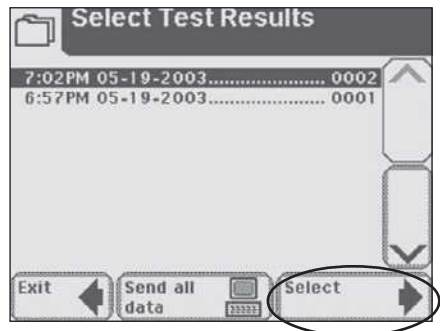 Select Test Results
7:02PM 05-19-2003...................... 0002
6:57PM 05-19-2003...................... 0001
Exit
Send all
data
Select